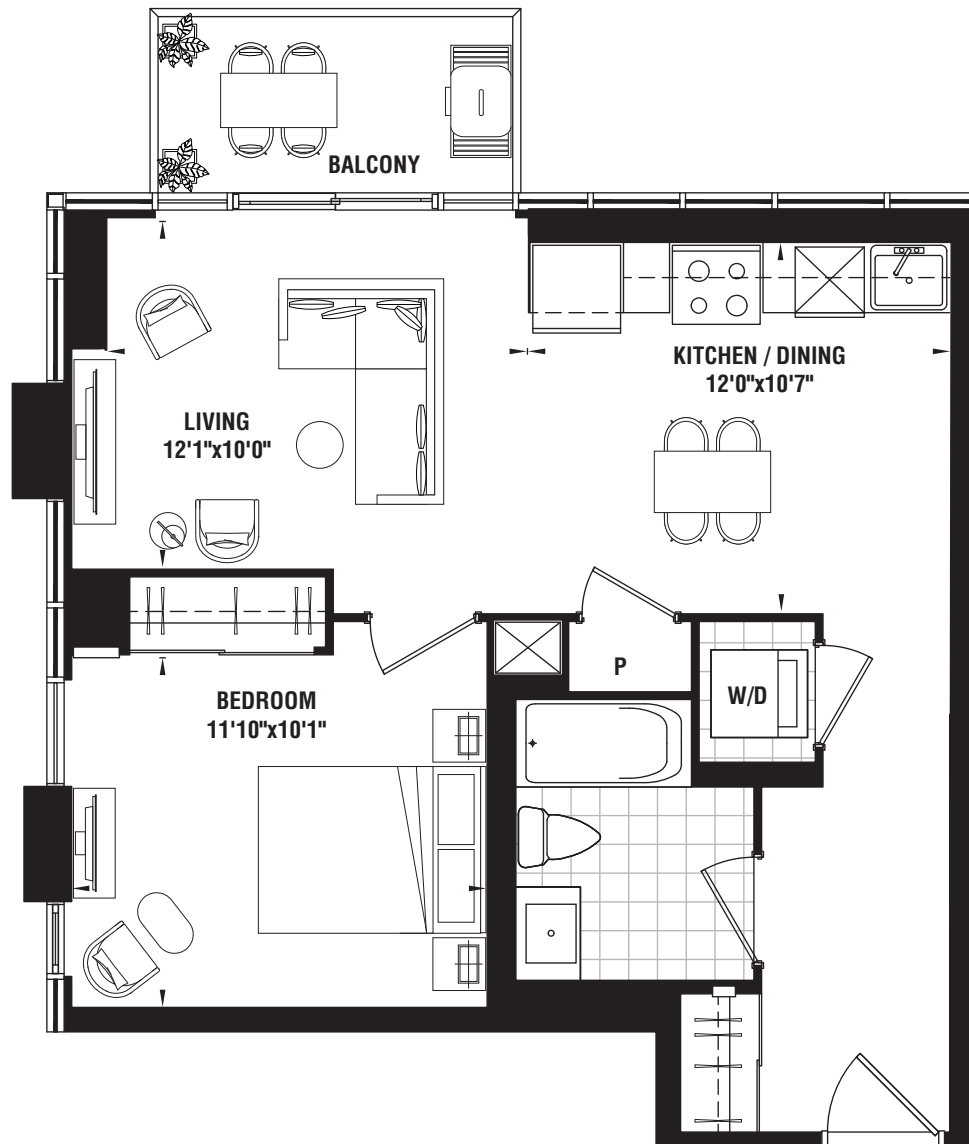 BALCONY
KITCHEN / DINING
12'0"x10'7"
LIVING
12'1"x10'0"
P
W/D
BEDROOM
11'10"x10'1"